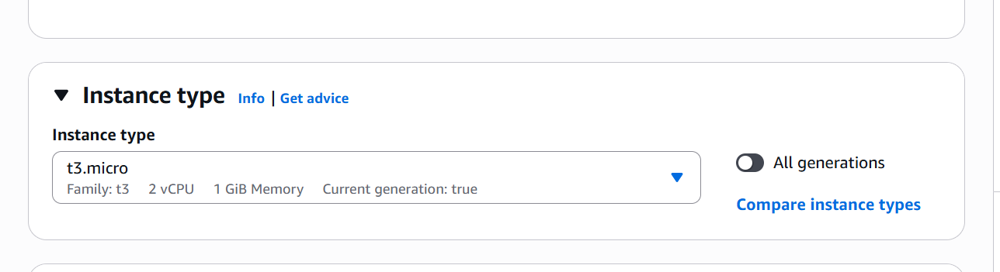 Instance type Info | Get advice
Instance type
t3.micro
Family: t3 2 vCPU 1 GiB Memory Current generation: true
All generations
Compare instance types